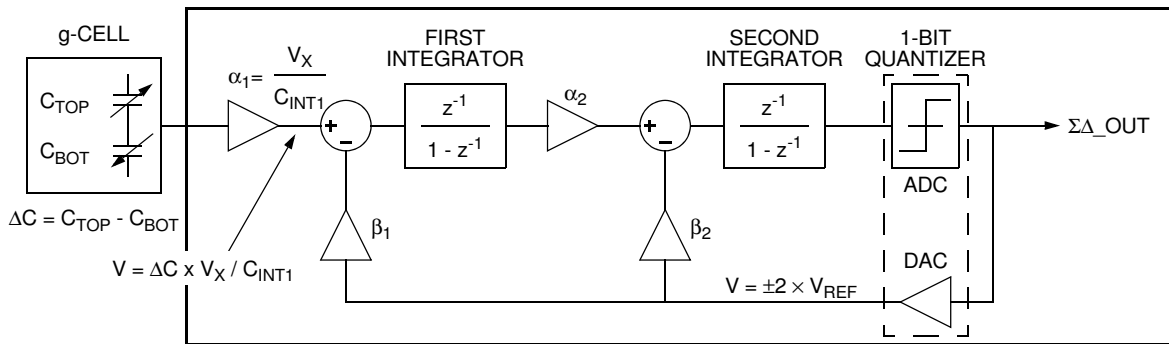 g-CELL
C_TOP
C_BOT
ΔC = C_TOP - C_BOT
α₁= V_X / C_INT1
V = ΔC x V_X / C_INT1
+
-
FIRST
INTEGRATOR
z⁻¹
1 - z⁻¹
α₂
β₁
+
-
β₂
SECOND
INTEGRATOR
z⁻¹
1 - z⁻¹
1-BIT
QUANTIZER
ADC
DAC
V = ±2 × V_REF
ΣΔ_OUT